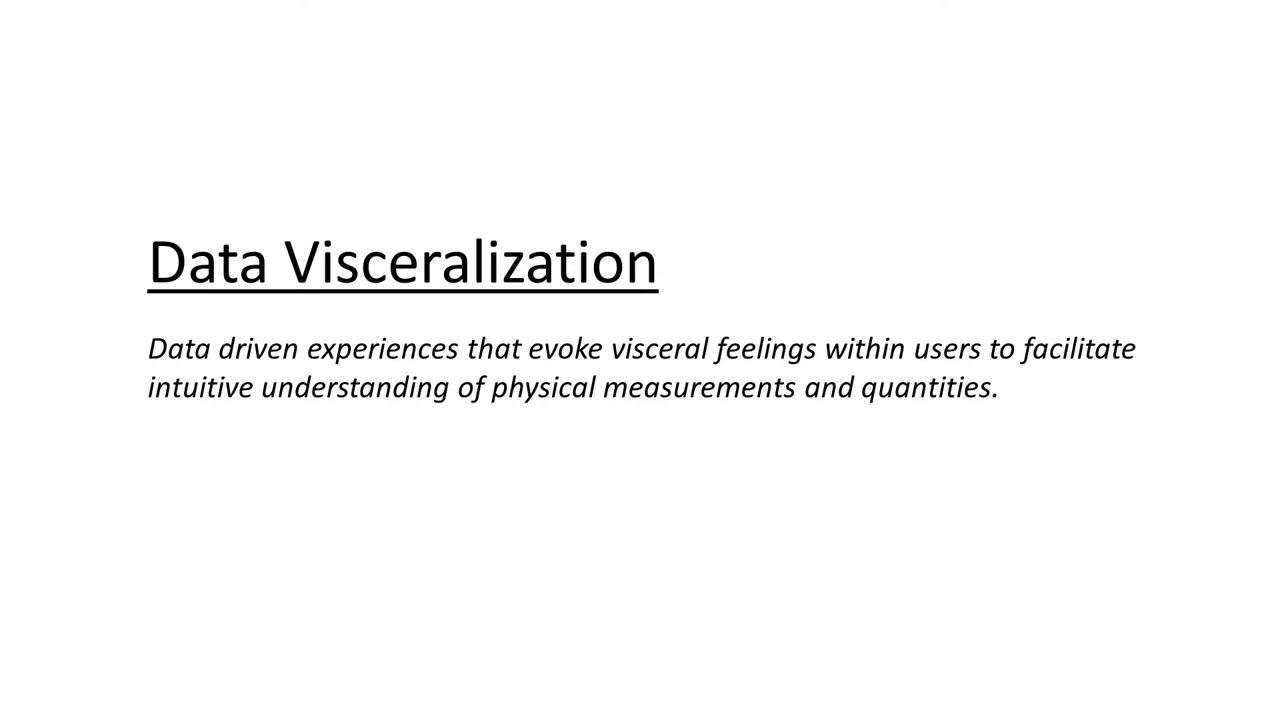 Data Visceralization
Data driven experiences that evoke visceral feelings within users to facilitate
intuitive understanding of physical measurements and quantities.